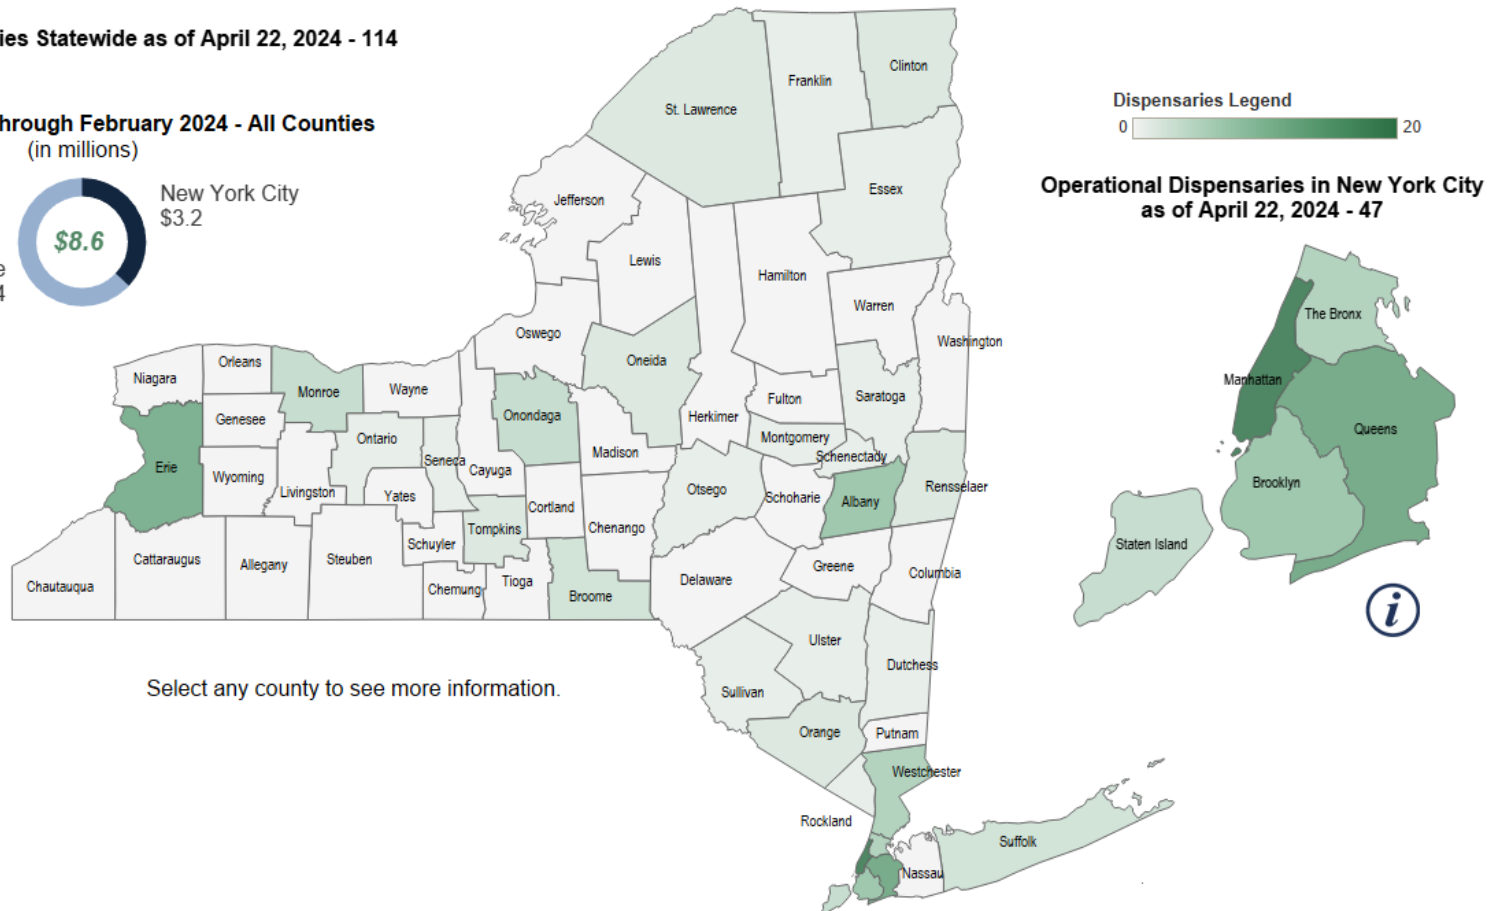 ies Statewide as of April 22, 2024 - 114
hrough February 2024 - All Counties
(in millions)
New York City
$3.2
$8.6
e
4
Dispensaries Legend
0
20
Operational Dispensaries in New York City
as of April 22, 2024 - 47
Clinton
Franklin
St. Lawrence
Essex
Jefferson
Lewis
Hamilton
Warren
Washington
Oswego
Oneida
Orleans
Niagara
Monroe
Wayne
Saratoga
Fulton
Herkimer
Onondaga
Genesee
Ontario
Montgomery
Madison
Schenectady
Seneca
Cayuga
Erie
Wyoming
Livingston
Yates
Otsego
Schoharie
Albany
Rensselaer
Cortland
Chenango
Tompkins
Schuyler
Cattaraugus
Allegany
Steuben
Chautauqua
Chemung
Tioga
Broome
Delaware
Greene
Columbia
Ulster
Dutchess
Sullivan
Orange
Putnam
Westchester
Rockland
Suffolk
Nassau
The Bronx
Manhattan
Queens
Brooklyn
Staten Island
i
Select any county to see more information.